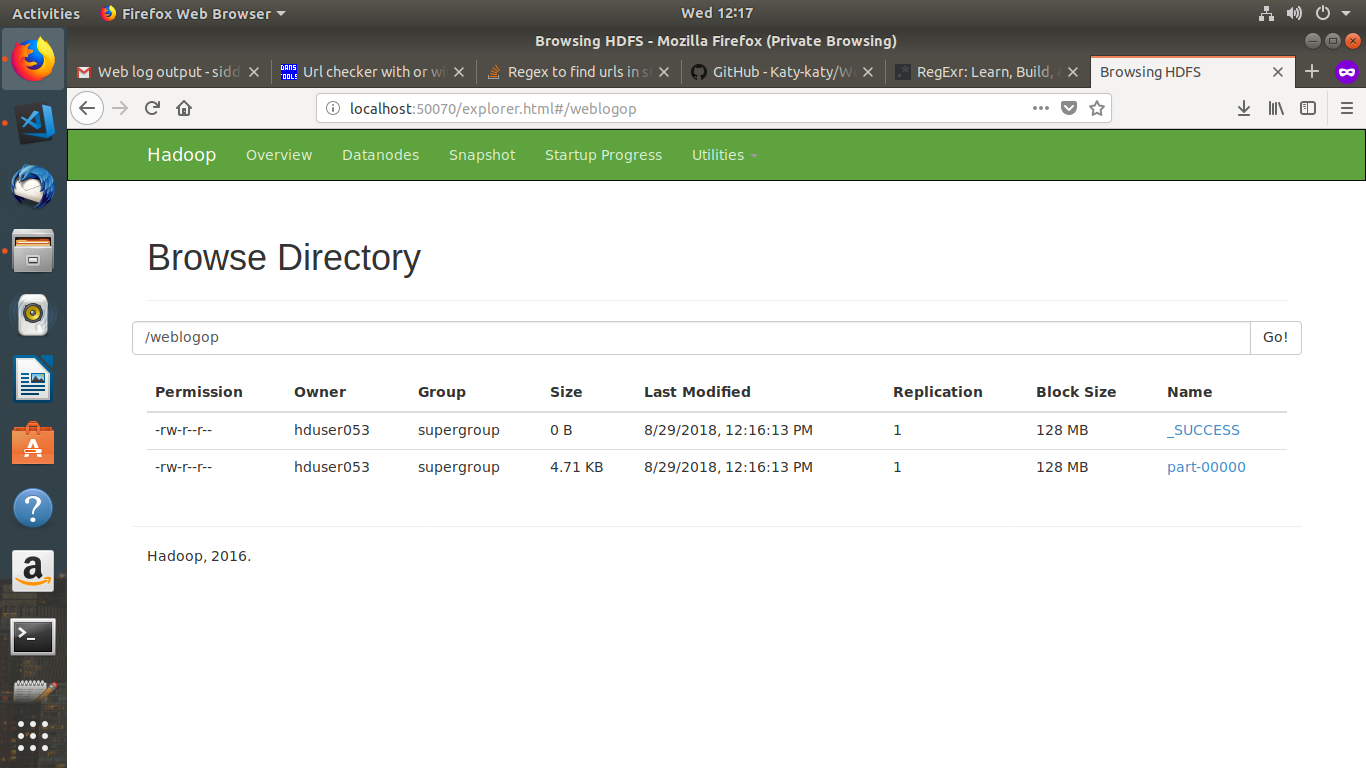 Activities Firefox Web Browser Wed 12:17
Browsing HDFS - Mozilla Firefox (Private Browsing)
Web log output - sidd Url checker with or wi Regex to find urls in st GitHub - Katy-katy/We RegExr: Learn, Build, & Browsing HDFS
localhost:50070/explorer.html#/weblogop
Hadoop Overview Datanodes Snapshot Startup Progress Utilities
Browse Directory
/weblogop Go!
Permission Owner Group Size Last Modified Replication Block Size Name
-rw-r--r-- hduser053 supergroup 0 B 8/29/2018, 12:16:13 PM 1 128 MB _SUCCESS
-rw-r--r-- hduser053 supergroup 4.71 KB 8/29/2018, 12:16:13 PM 1 128 MB part-00000
Hadoop, 2016.